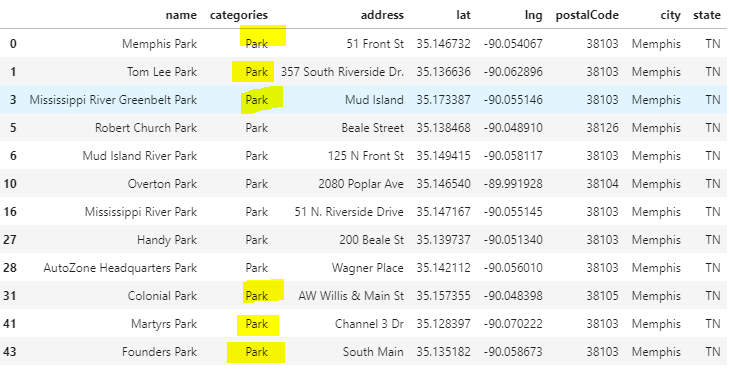 name categories address lat lng postalCode city state
0 Memphis Park Park 51 Front St 35.146732 -90.054067 38103 Memphis TN
1 Tom Lee Park Park 357 South Riverside Dr. 35.136636 -90.062896 38103 Memphis TN
3 Mississippi River Greenbelt Park Park Mud Island 35.173387 -90.055146 38103 Memphis TN
5 Robert Church Park Park Beale Street 35.138468 -90.048910 38126 Memphis TN
6 Mud Island River Park Park 125 N Front St 35.149415 -90.058117 38103 Memphis TN
10 Overton Park Park 2080 Poplar Ave 35.146540 -89.991928 38104 Memphis TN
16 Mississippi River Park Park 51 N. Riverside Drive 35.147167 -90.055145 38103 Memphis TN
27 Handy Park Park 200 Beale St 35.139737 -90.051340 38103 Memphis TN
28 AutoZone Headquarters Park Park Wagner Place 35.142112 -90.056010 38103 Memphis TN
31 Colonial Park Park AW Willis & Main St 35.157355 -90.048398 38105 Memphis TN
41 Martyrs Park Park Channel 3 Dr 35.128397 -90.070222 38103 Memphis TN
43 Founders Park Park South Main 35.135182 -90.058673 38103 Memphis TN